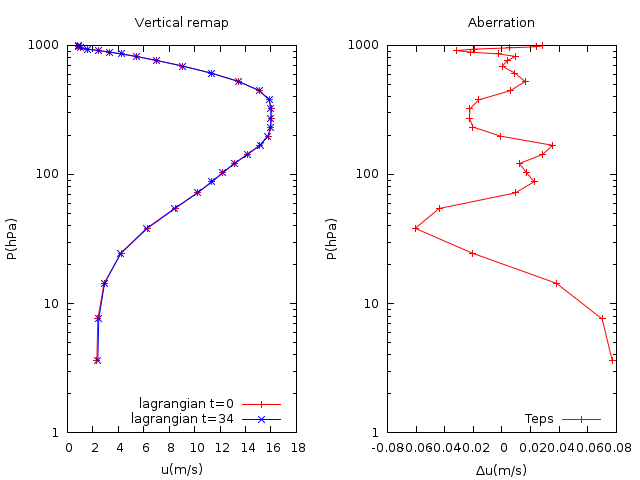 Vertical remap
1000
100
10
1
P(hPa)
lagrangian t=0
lagrangian t=34
0 2 4 6 8 10 12 14 16 18
u(m/s)
Aberration
1000
100
10
1
P(hPa)
Teps
-0.08 -0.06 -0.04 -0.02 0 0.02 0.04 0.06 0.08
Δu(m/s)